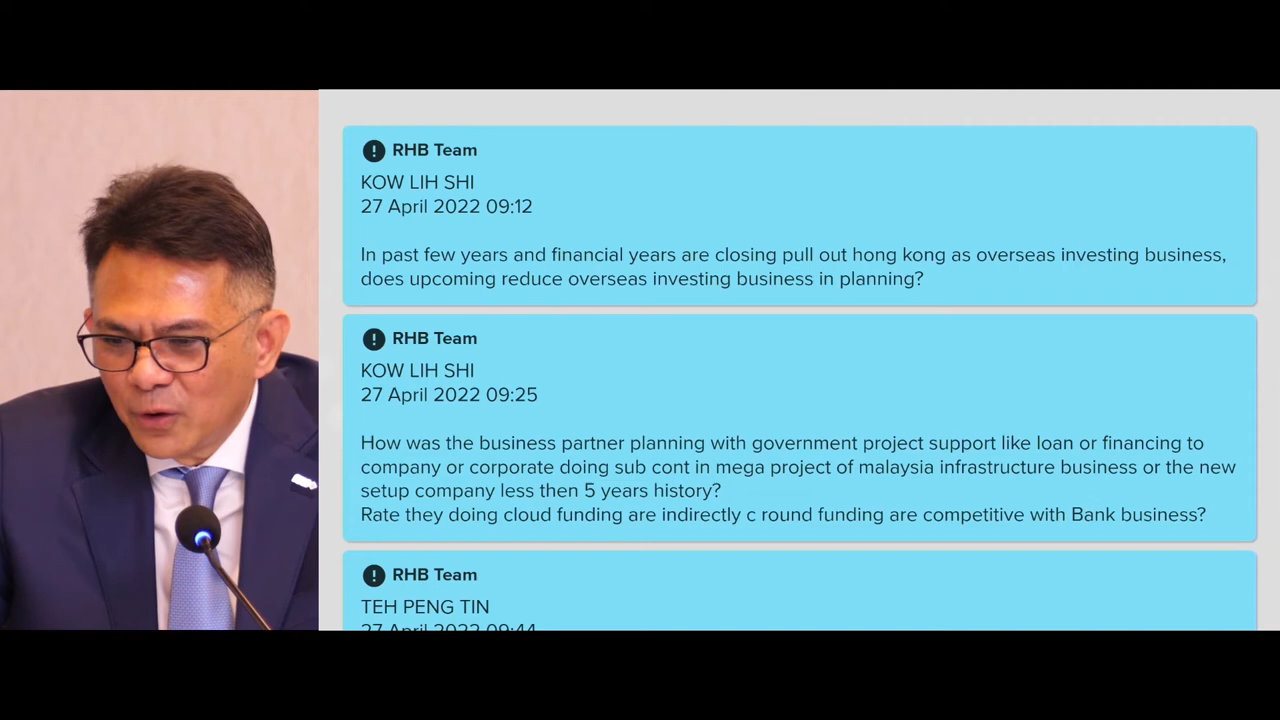 RHB Team
KOW LIH SHI
27 April 2022 09:12
In past few years and financial years are closing pull out hong kong as overseas investing business,
does upcoming reduce overseas investing business in planning?
RHB Team
KOW LIH SHI
27 April 2022 09:25
How was the business partner planning with government project support like loan or financing to
company or corporate doing sub cont in mega project of malaysia infrastructure business or the new
setup company less then 5 years history?
Rate they doing cloud funding are indirectly c round funding are competitive with Bank business?
RHB Team
TEH PENG TIN
27 April 2022 09:44